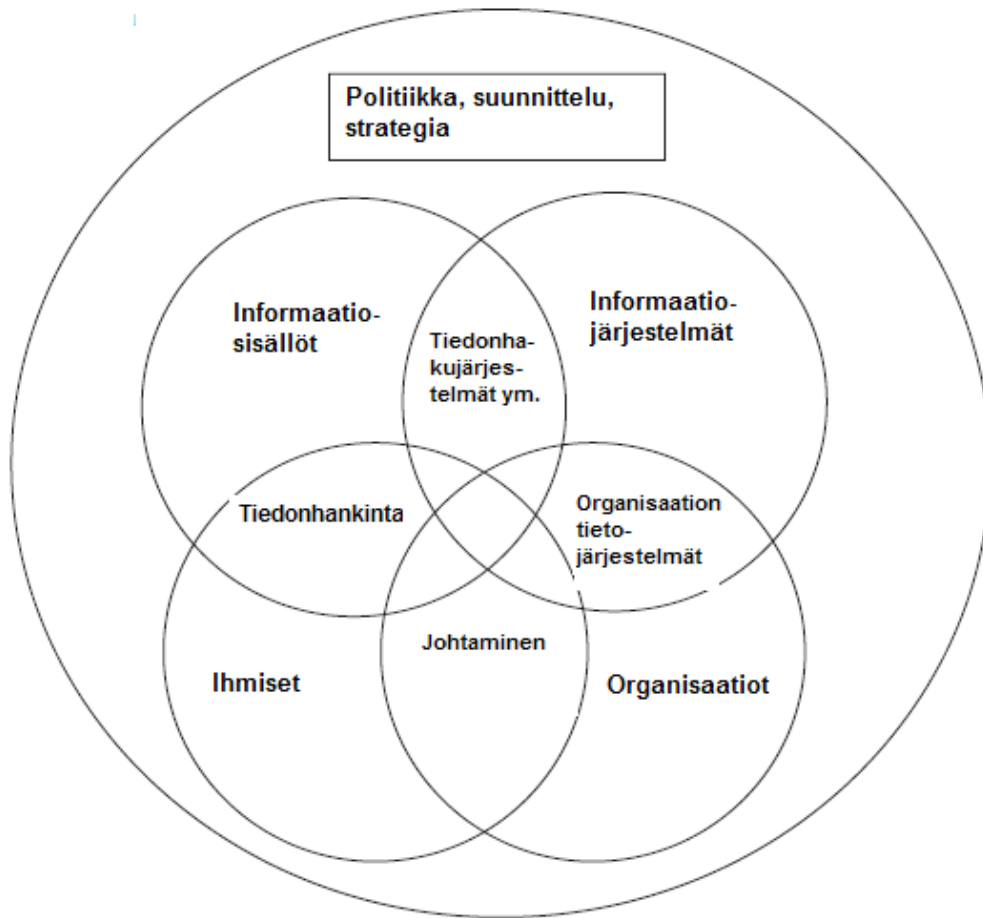 Politiikka, suunnittelu,
strategia
Informaatio-
sisällöt
Informaatio-
järjestelmät
Tiedonha-
kujärjes-
telmät ym.
Tiedonhankinta
Organisaation
tieto-
järjestelmät
Johtaminen
Ihmiset
Organisaatiot